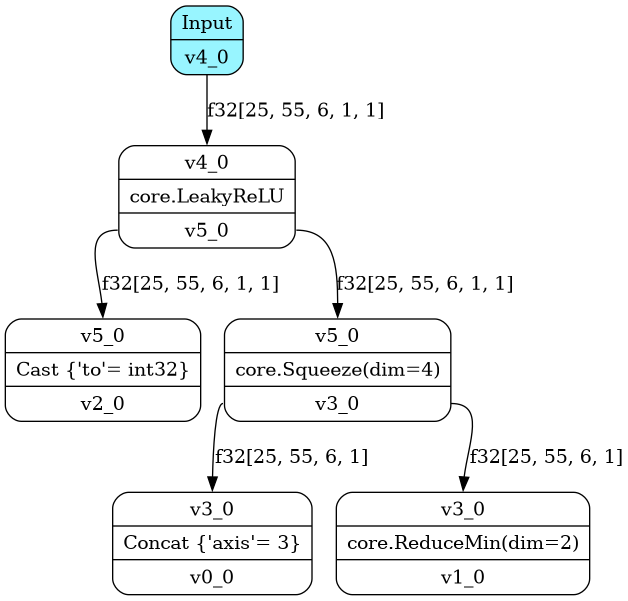 Input
v4_0
f32[25, 55, 6, 1, 1]
v4_0
core.LeakyReLU
v5_0
f32[25, 55, 6, 1, 1]
f32[25, 55, 6, 1, 1]
v5_0
Cast {'to'= int32}
v2_0
v5_0
core.Squeeze(dim=4)
v3_0
f32[25, 55, 6, 1]
f32[25, 55, 6, 1]
v3_0
Concat {'axis'= 3}
v0_0
v3_0
core.ReduceMin(dim=2)
v1_0